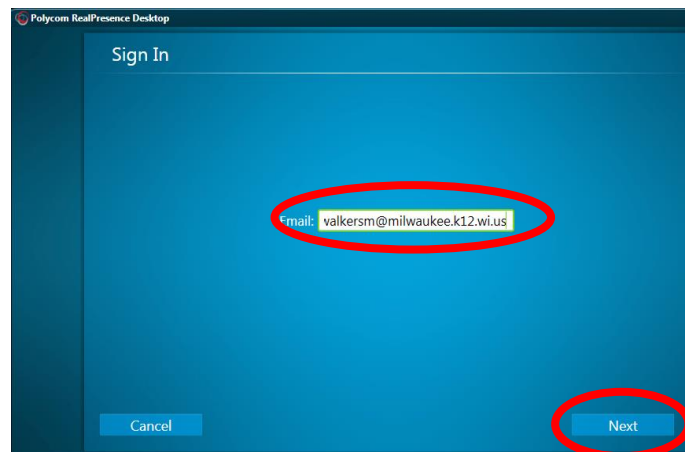 Polycom RealPresence Desktop
Sign In
Email: valkersm@milwaukee.k12.wi.us
Cancel
Next